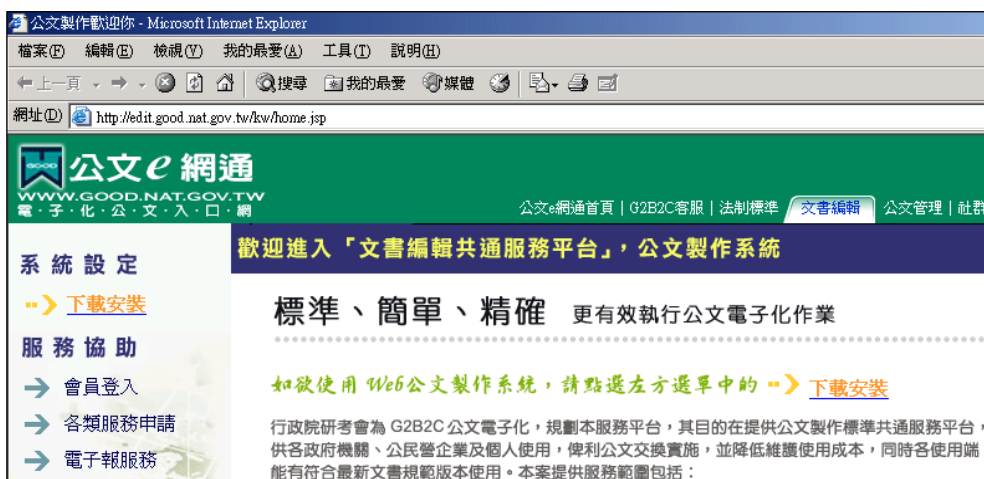 公文製作歡迎你 - Microsoft Internet Explorer
檔案(F) 編輯(E) 檢視(V) 我的最愛(A) 工具(T) 說明(H)
上一頁 搜尋 我的最愛 媒體
網址(D) http://edit.good.nat.gov.tw/kw/home.jsp
公文e網通
WWW.GOOD.NAT.GOV.TW
電‧子‧化‧公‧文‧入‧口‧網
公文e網通首頁 | G2B2C客服 | 法制標準 文書編輯 公文管理 | 社群
歡迎進入「文書編輯共通服務平台」，公文製作系統
系統設定
下載安裝
服務協助
會員登入
各類服務申請
電子報服務
標準、簡單、精確 更有效執行公文電子化作業
如欲使用 Web公文製作系統，請點選左方選單中的 下載安裝
行政院研考會為 G2B2C 公文電子化，規劃本服務平台，其目的在提供公文製作標準共通服務平台，
供各政府機關、公民營企業及個人使用，俾利公文交換實施，並降低維護使用成本，同時各使用端
能有符合最新文書規範版本使用。本案提供服務範圍包括：